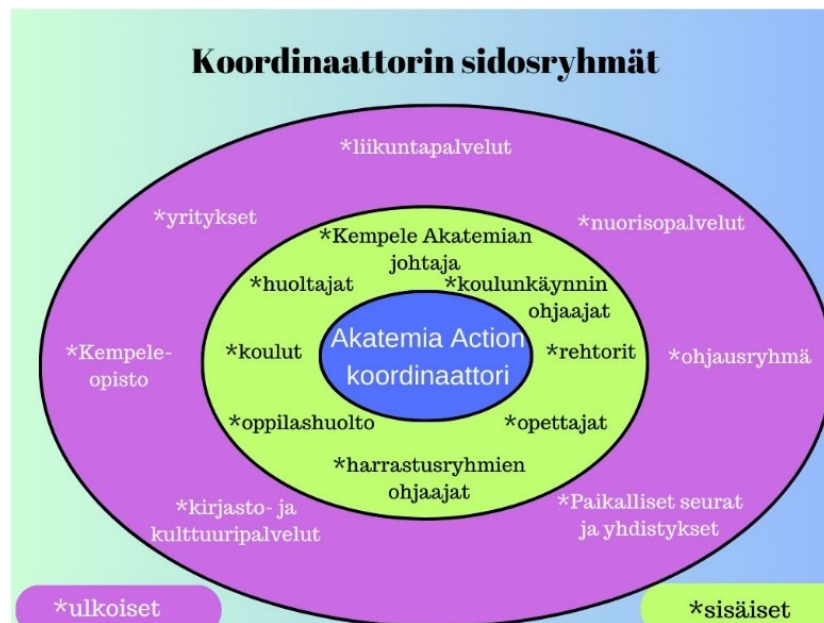 Koordinaattorin sidosryhmät
*liikuntapalvelut
*yritykset
*nuorisopalvelut
*Kempele Akatemian
johtaja
*huoltajat
*koulunkäynnin
ohjaajat
Akatemia Action
koordinaattori
*Kempele-
opisto
*koulut
*rehtorit
*ohjausryhmä
*oppilashuolto
*opettajat
*harrastusryhmien
ohjaajat
*kirjasto- ja
kulttuuripalvelut
*Paikalliset seurat
ja yhdistykset
*ulkoiset
*sisäiset